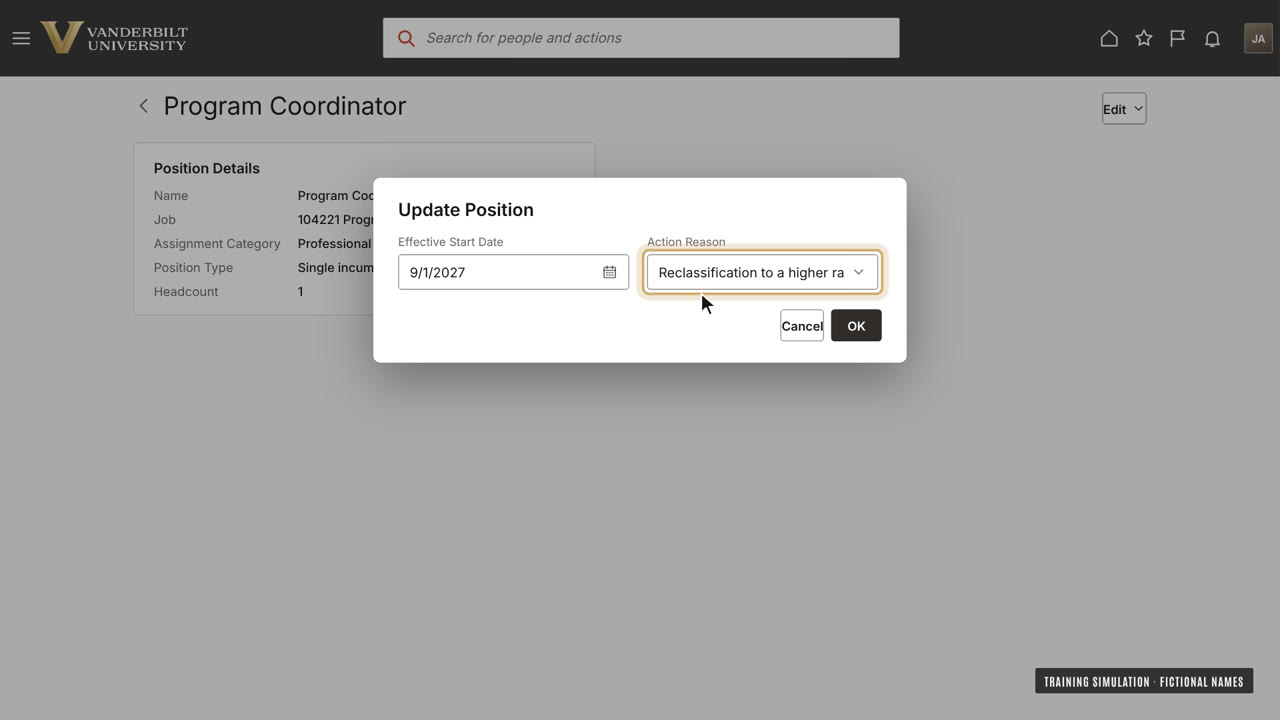 VANDERBILT
UNIVERSITY
Search for people and actions
JA
Program Coordinator
Edit
Position Details
Name
Program Coo
Job
104221 Progr
Assignment Category
Professional
Position Type
Single incum
Headcount
1
Update Position
Effective Start Date
Action Reason
9/1/2027
Reclassification to a higher ra
Cancel
OK
TRAINING SIMULATION · FICTIONAL NAMES